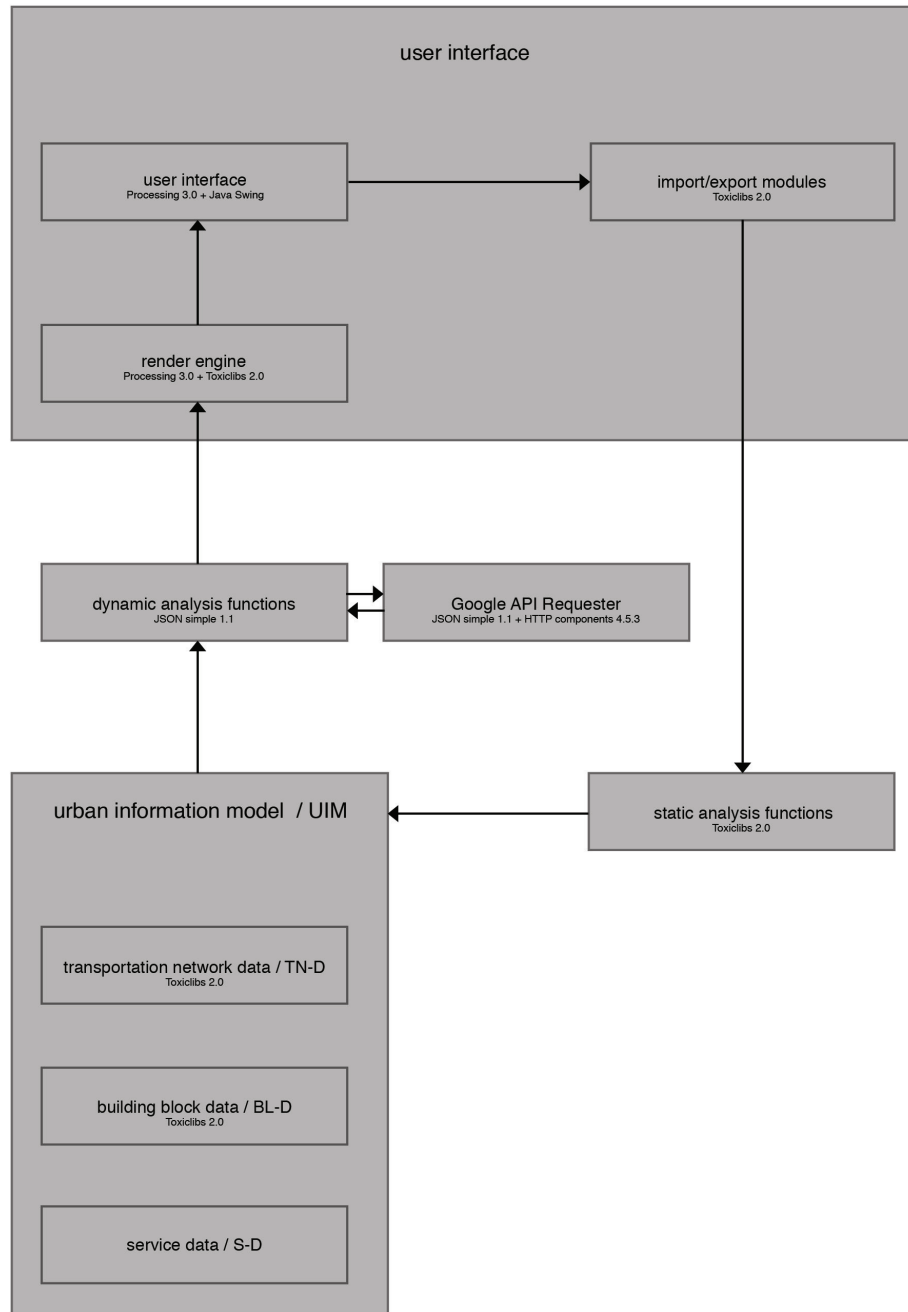 user interface
user interface
Processing 3.0 + Java Swing
import/export modules
Toxiclibs 2.0
render engine
Processing 3.0 + Toxiclibs 2.0
dynamic analysis functions
JSON simple 1.1
Google API Requester
JSON simple 1.1 + HTTP components 4.5.3
urban information model / UIM
static analysis functions
Toxiclibs 2.0
transportation network data / TN-D
Toxiclibs 2.0
building block data / BL-D
Toxiclibs 2.0
service data / S-D